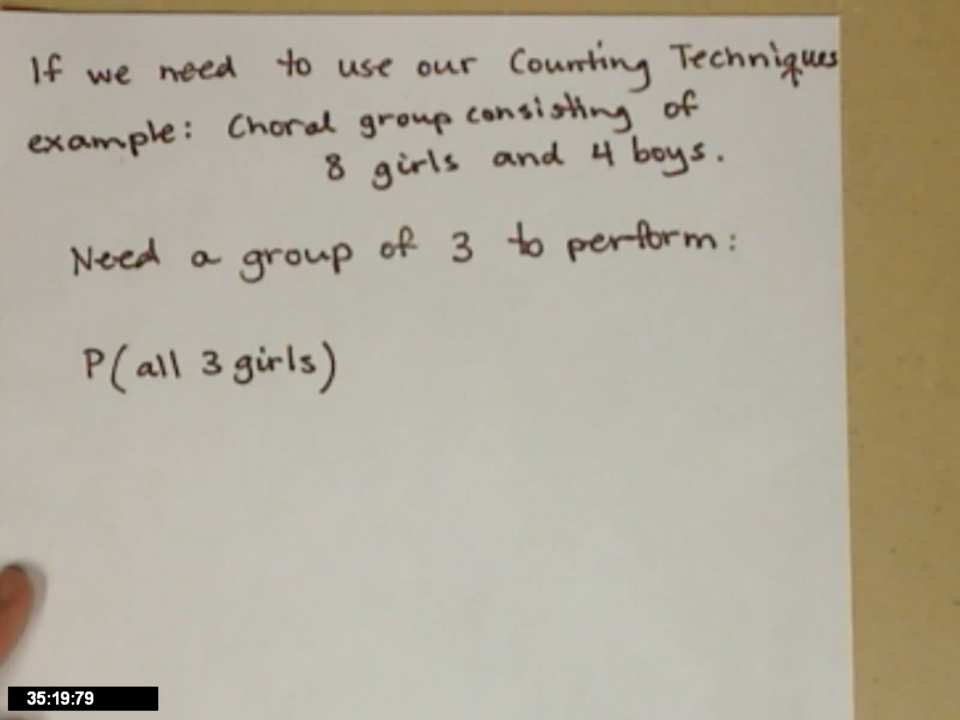 If we need to use our Counting Techniques
example: Choral group consisting of
8 girls and 4 boys.
Need a group of 3 to perform:
P(all 3 girls)
35:19:79